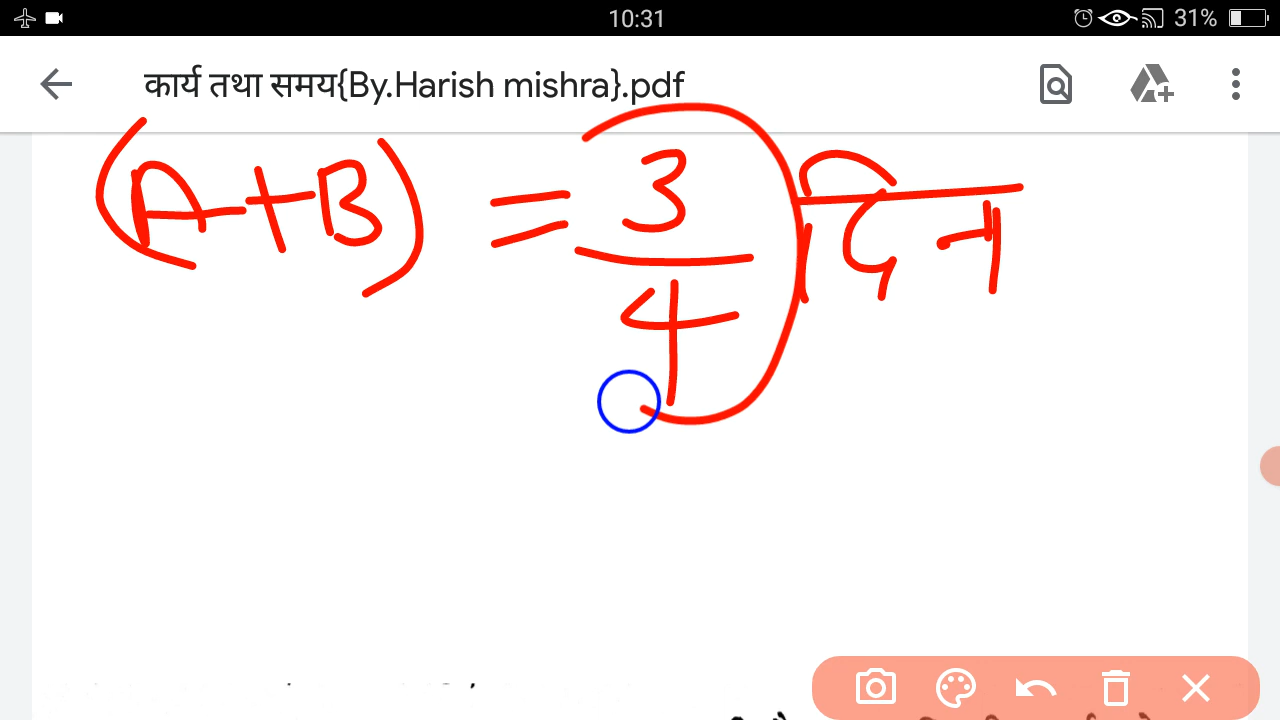 10:31 31%
कार्य तथा समय{By.Harish mishra}.pdf
(A+B) = 3/4 दिन